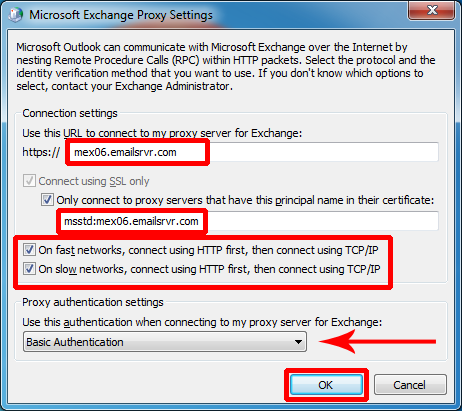 Microsoft Exchange Proxy Settings
Microsoft Outlook can communicate with Microsoft Exchange over the Internet by
nesting Remote Procedure Calls (RPC) within HTTP packets. Select the protocol and the
identity verification method that you want to use. If you don't know which options to
select, contact your Exchange Administrator.
Connection settings
Use this URL to connect to my proxy server for Exchange:
https:// mex06.emailsrvr.com
Connect using SSL only
Only connect to proxy servers that have this principal name in their certificate:
msstd:mex06.emailsrvr.com
On fast networks, connect using HTTP first, then connect using TCP/IP
On slow networks, connect using HTTP first, then connect using TCP/IP
Proxy authentication settings
Use this authentication when connecting to my proxy server for Exchange:
Basic Authentication
OK Cancel